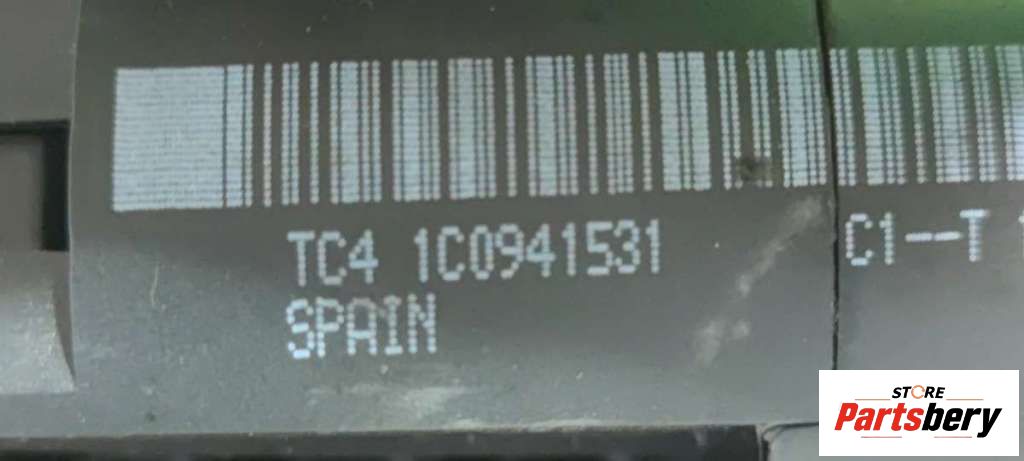 TC4 1C0941531 C1--T
SPAIN
STORE
Partsbery